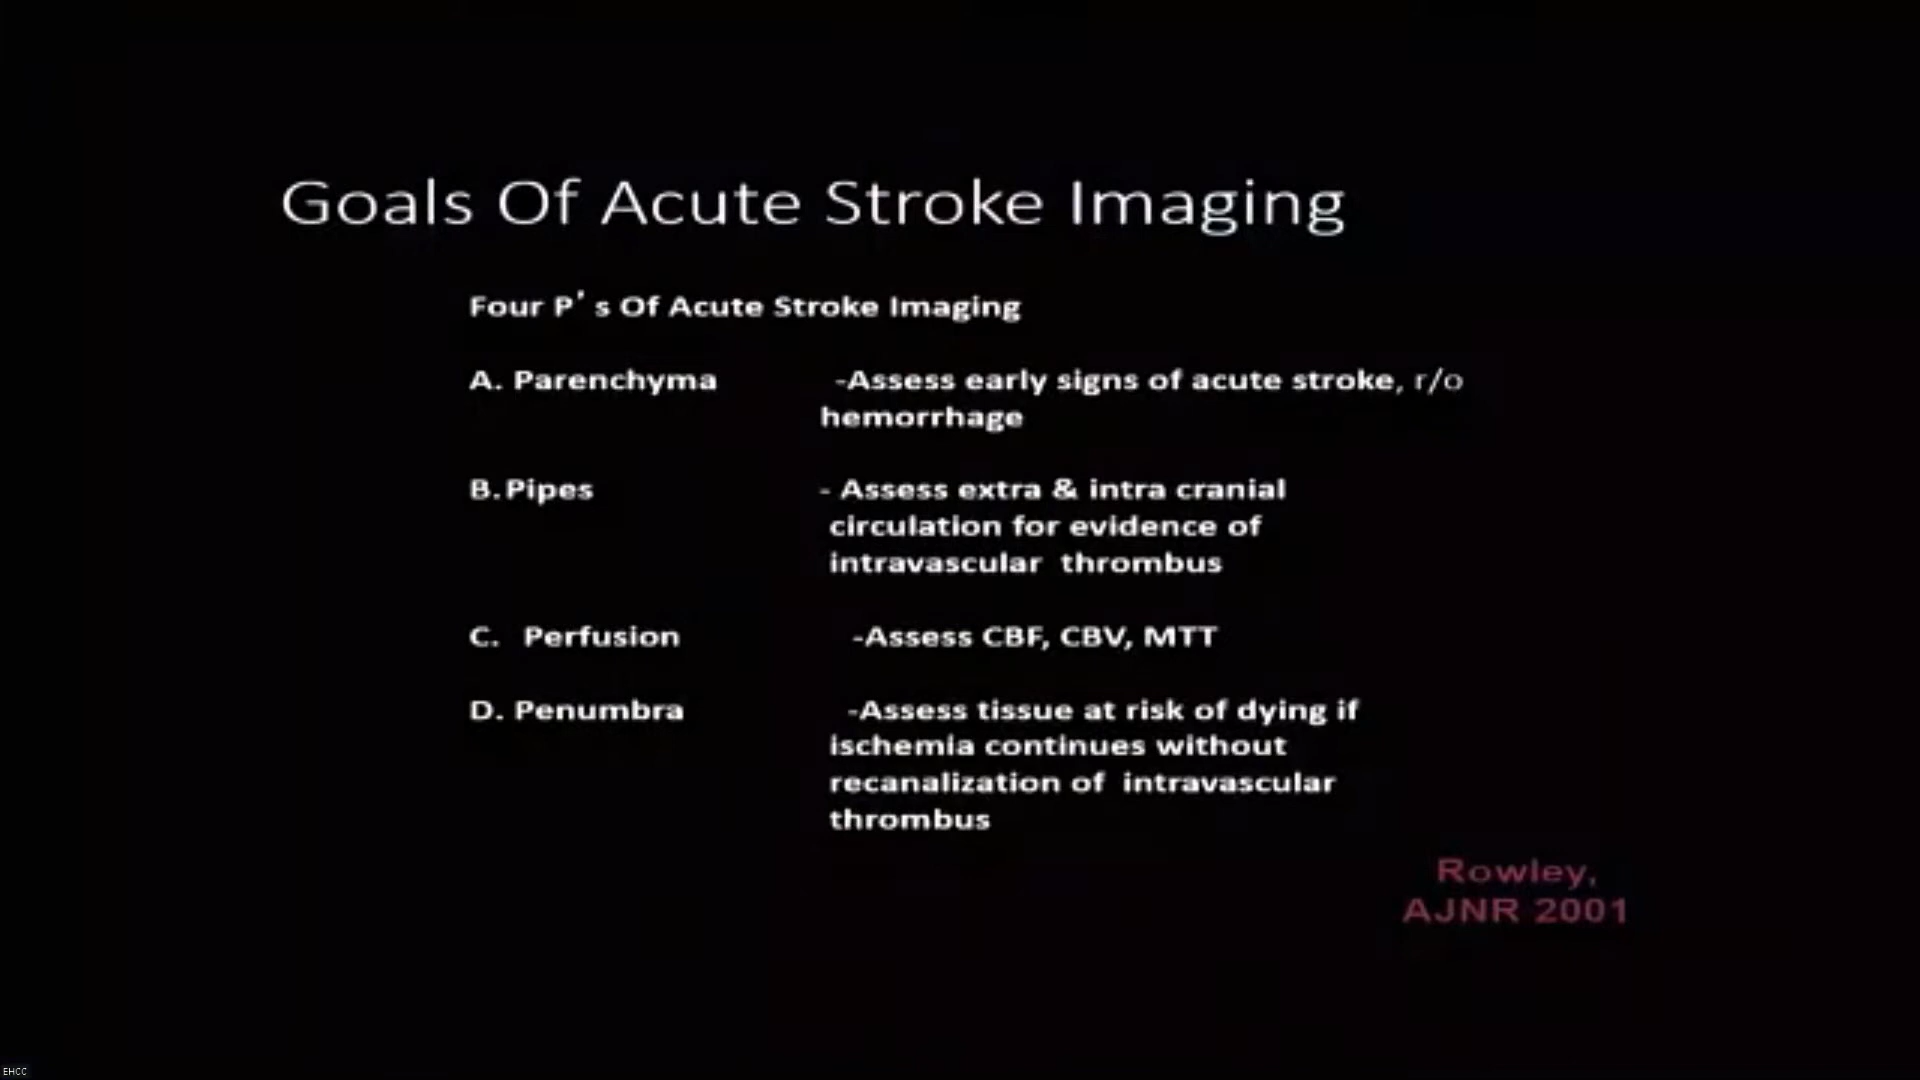 Goals Of Acute Stroke Imaging
Four P's Of Acute Stroke Imaging
A. Parenchyma -Assess early signs of acute stroke, r/o
hemorrhage
B. Pipes - Assess extra & intra cranial
circulation for evidence of
intravascular thrombus
C. Perfusion -Assess CBF, CBV, MTT
D. Penumbra -Assess tissue at risk of dying if
ischemia continues without
recanalization of intravascular
thrombus
Rowley,
AJNR 2001
EHCC